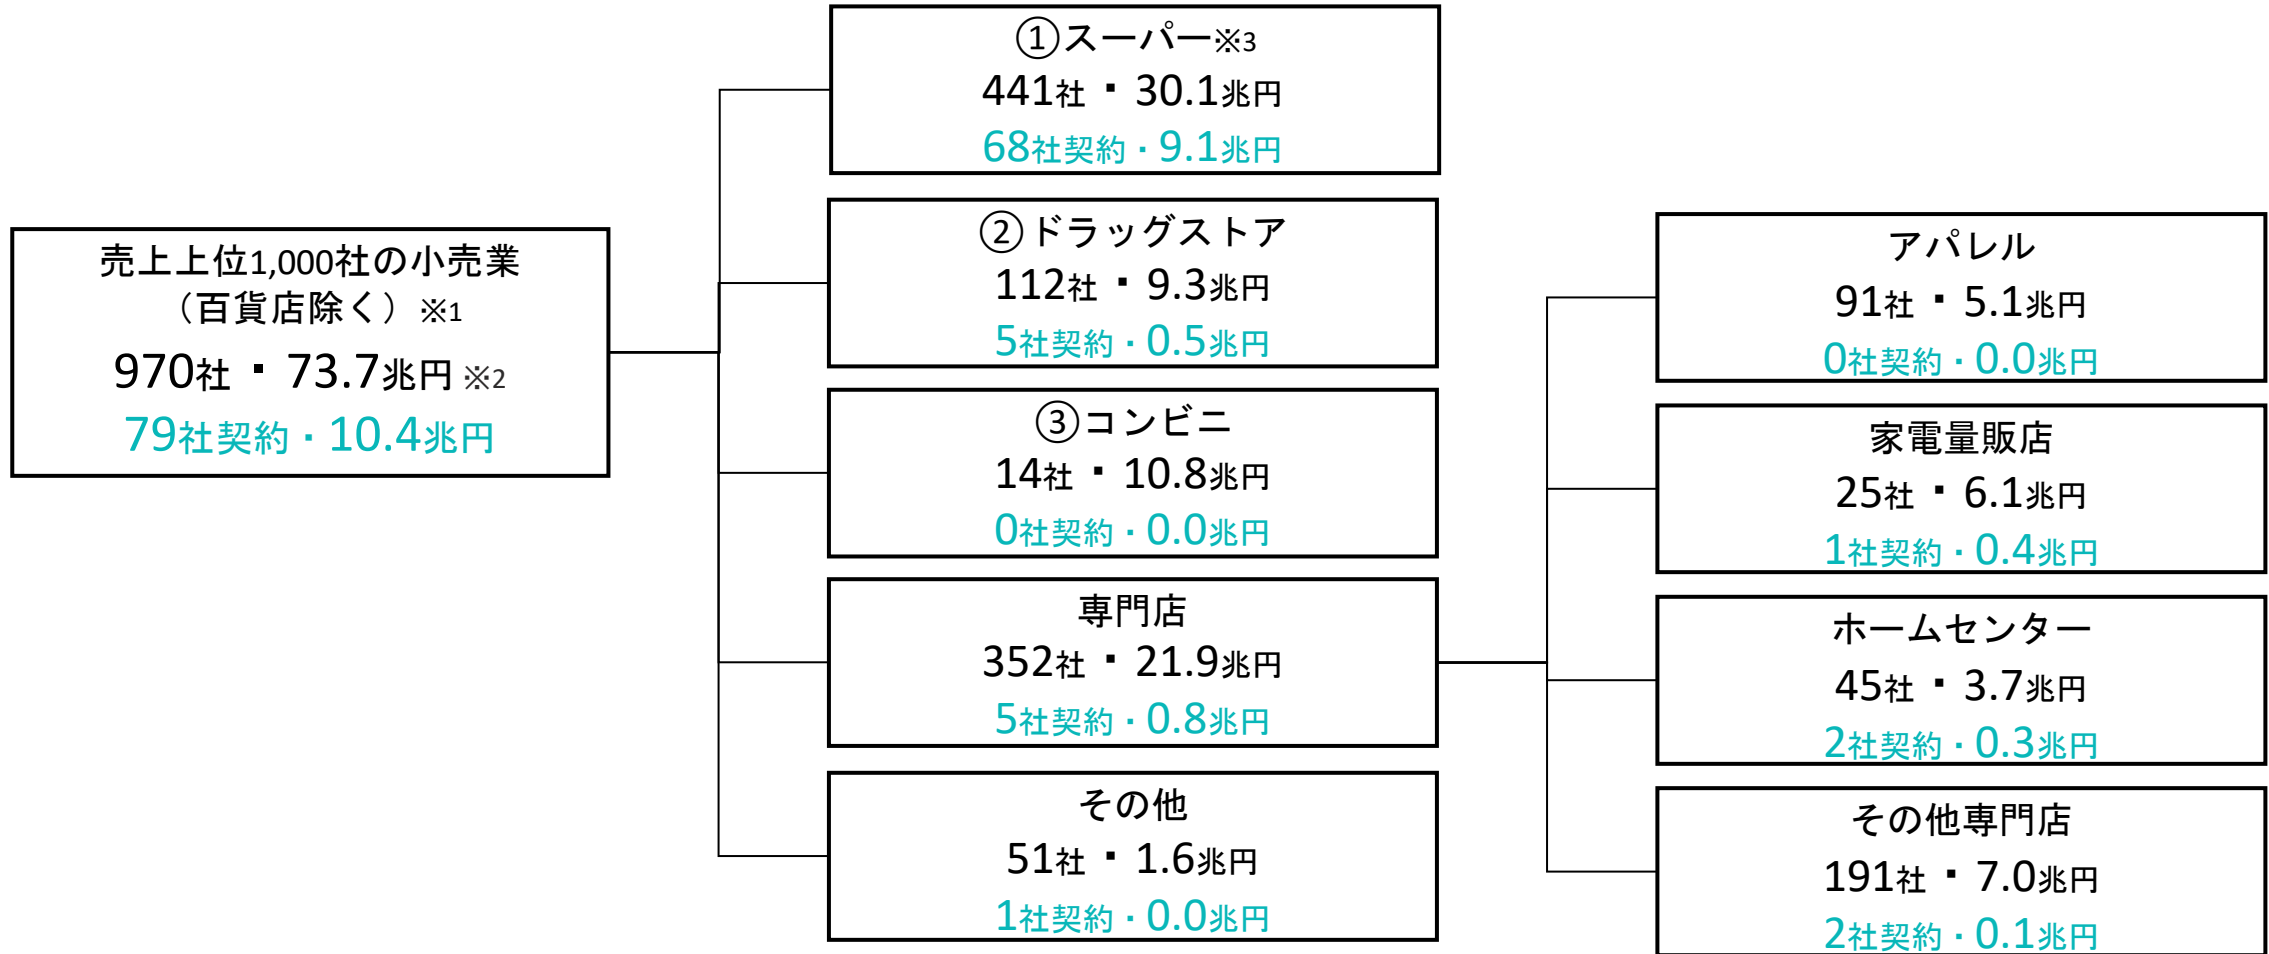 売上上位1,000社の小売業
（百貨店除く）※1
970社・73.7兆円 ※2
79社契約・10.4兆円
①スーパー※3
441社・30.1兆円
68社契約・9.1兆円
②ドラッグストア
112社・9.3兆円
5社契約・0.5兆円
③コンビニ
14社・10.8兆円
0社契約・0.0兆円
専門店
352社・21.9兆円
5社契約・0.8兆円
その他
51社・1.6兆円
1社契約・0.0兆円
アパレル
91社・5.1兆円
0社契約・0.0兆円
家電量販店
25社・6.1兆円
1社契約・0.4兆円
ホームセンター
45社・3.7兆円
2社契約・0.3兆円
その他専門店
191社・7.0兆円
2社契約・0.1兆円